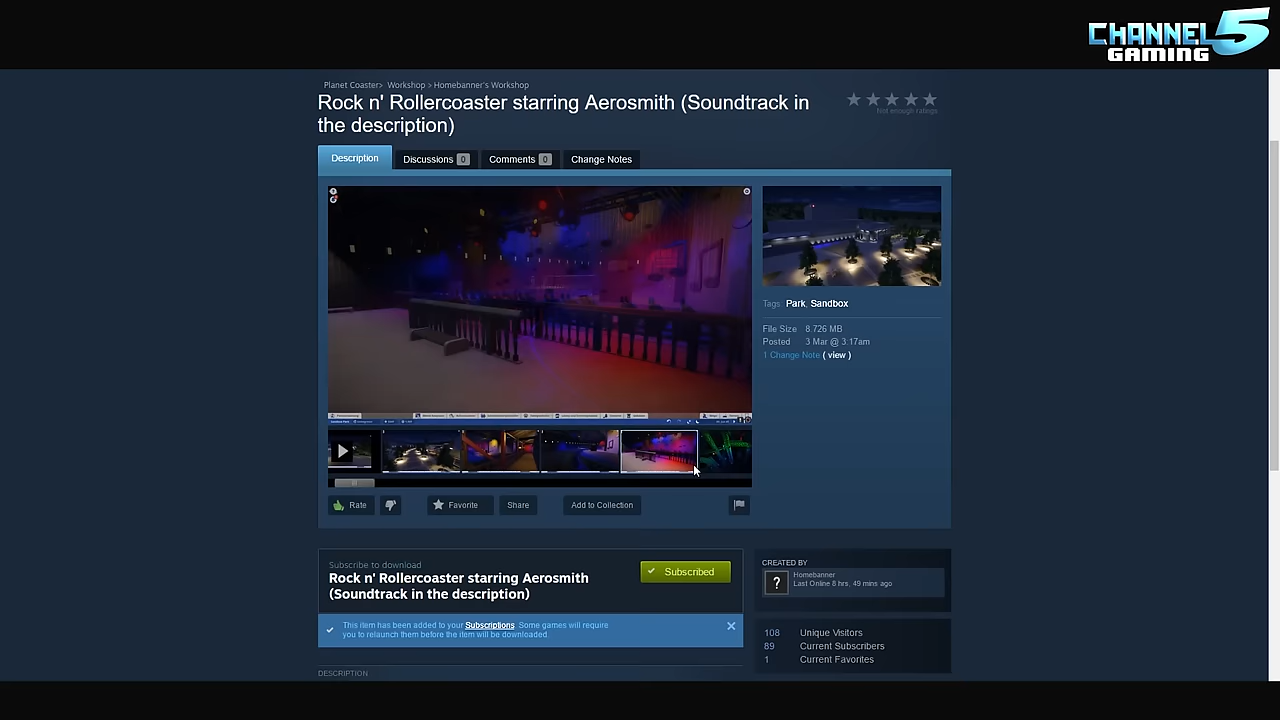 CHANNEL 5
GAMING
Planet Coaster> Workshop > Homebanner's Workshop
Rock n' Rollercoaster starring Aerosmith (Soundtrack in
the description)
Not enough ratings
Description
Discussions 0
Comments 0
Change Notes
Tags: Park, Sandbox
File Size 8.726 MB
Posted 3 Mar @ 3:17am
1 Change Note ( view )
Rate
Favorite
Share
Add to Collection
Subscribe to download
Rock n' Rollercoaster starring Aerosmith
(Soundtrack in the description)
Subscribed
This item has been added to your Subscriptions. Some games will require
you to relaunch them before the item will be downloaded.
DESCRIPTION
CREATED BY
?
Homebanner
Last Online 8 hrs, 49 mins ago
108 Unique Visitors
89 Current Subscribers
1 Current Favorites